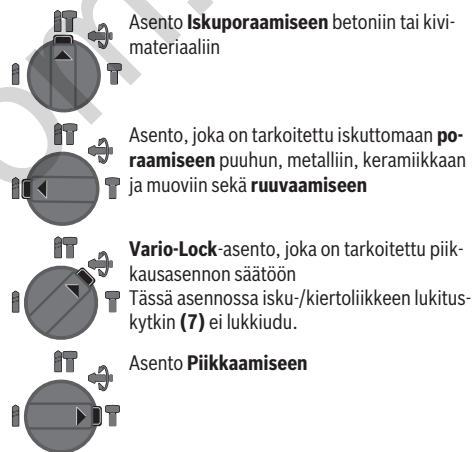 Asento Iskuporaamiseen betoniin tai kivi-
materiaaliin
Asento, joka on tarkoitettu iskuttomaan po-
raamiseen puuhun, metalliin, keramiikkaan
ja muoviin sekä ruuvaamiseen
Vario-Lock-asento, joka on tarkoitettu piik-
kausasennon säätöön
Tässä asennossa isku-/kiertoliikkeen lukitus-
kytkin (7) ei lukkiudu.
Asento Piikkaamiseen